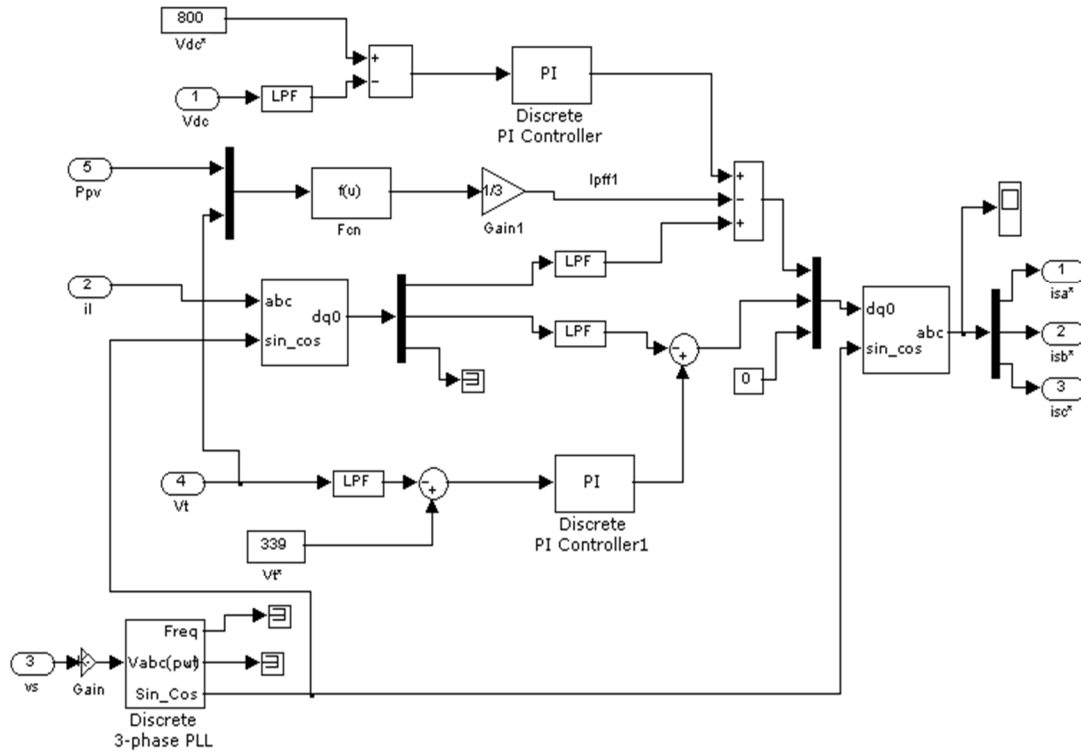 800
Vdc*
1
Vdc
LPF
+
−
PI
Discrete
PI Controller
5
Ppv
f(u)
Fcn
1/3
Gain1
Ipff1
+
−
+
2
il
abc
dq0
sin_cos
LPF
LPF
−
+
0
dq0
abc
sin_cos
1
isa*
2
isb*
3
isc*
4
Vt
LPF
−
+
PI
Discrete
PI Controller1
339
Vt*
3
vs
Gain
Freq
Vabc(pu)
Sin_Cos
Discrete
3-phase PLL